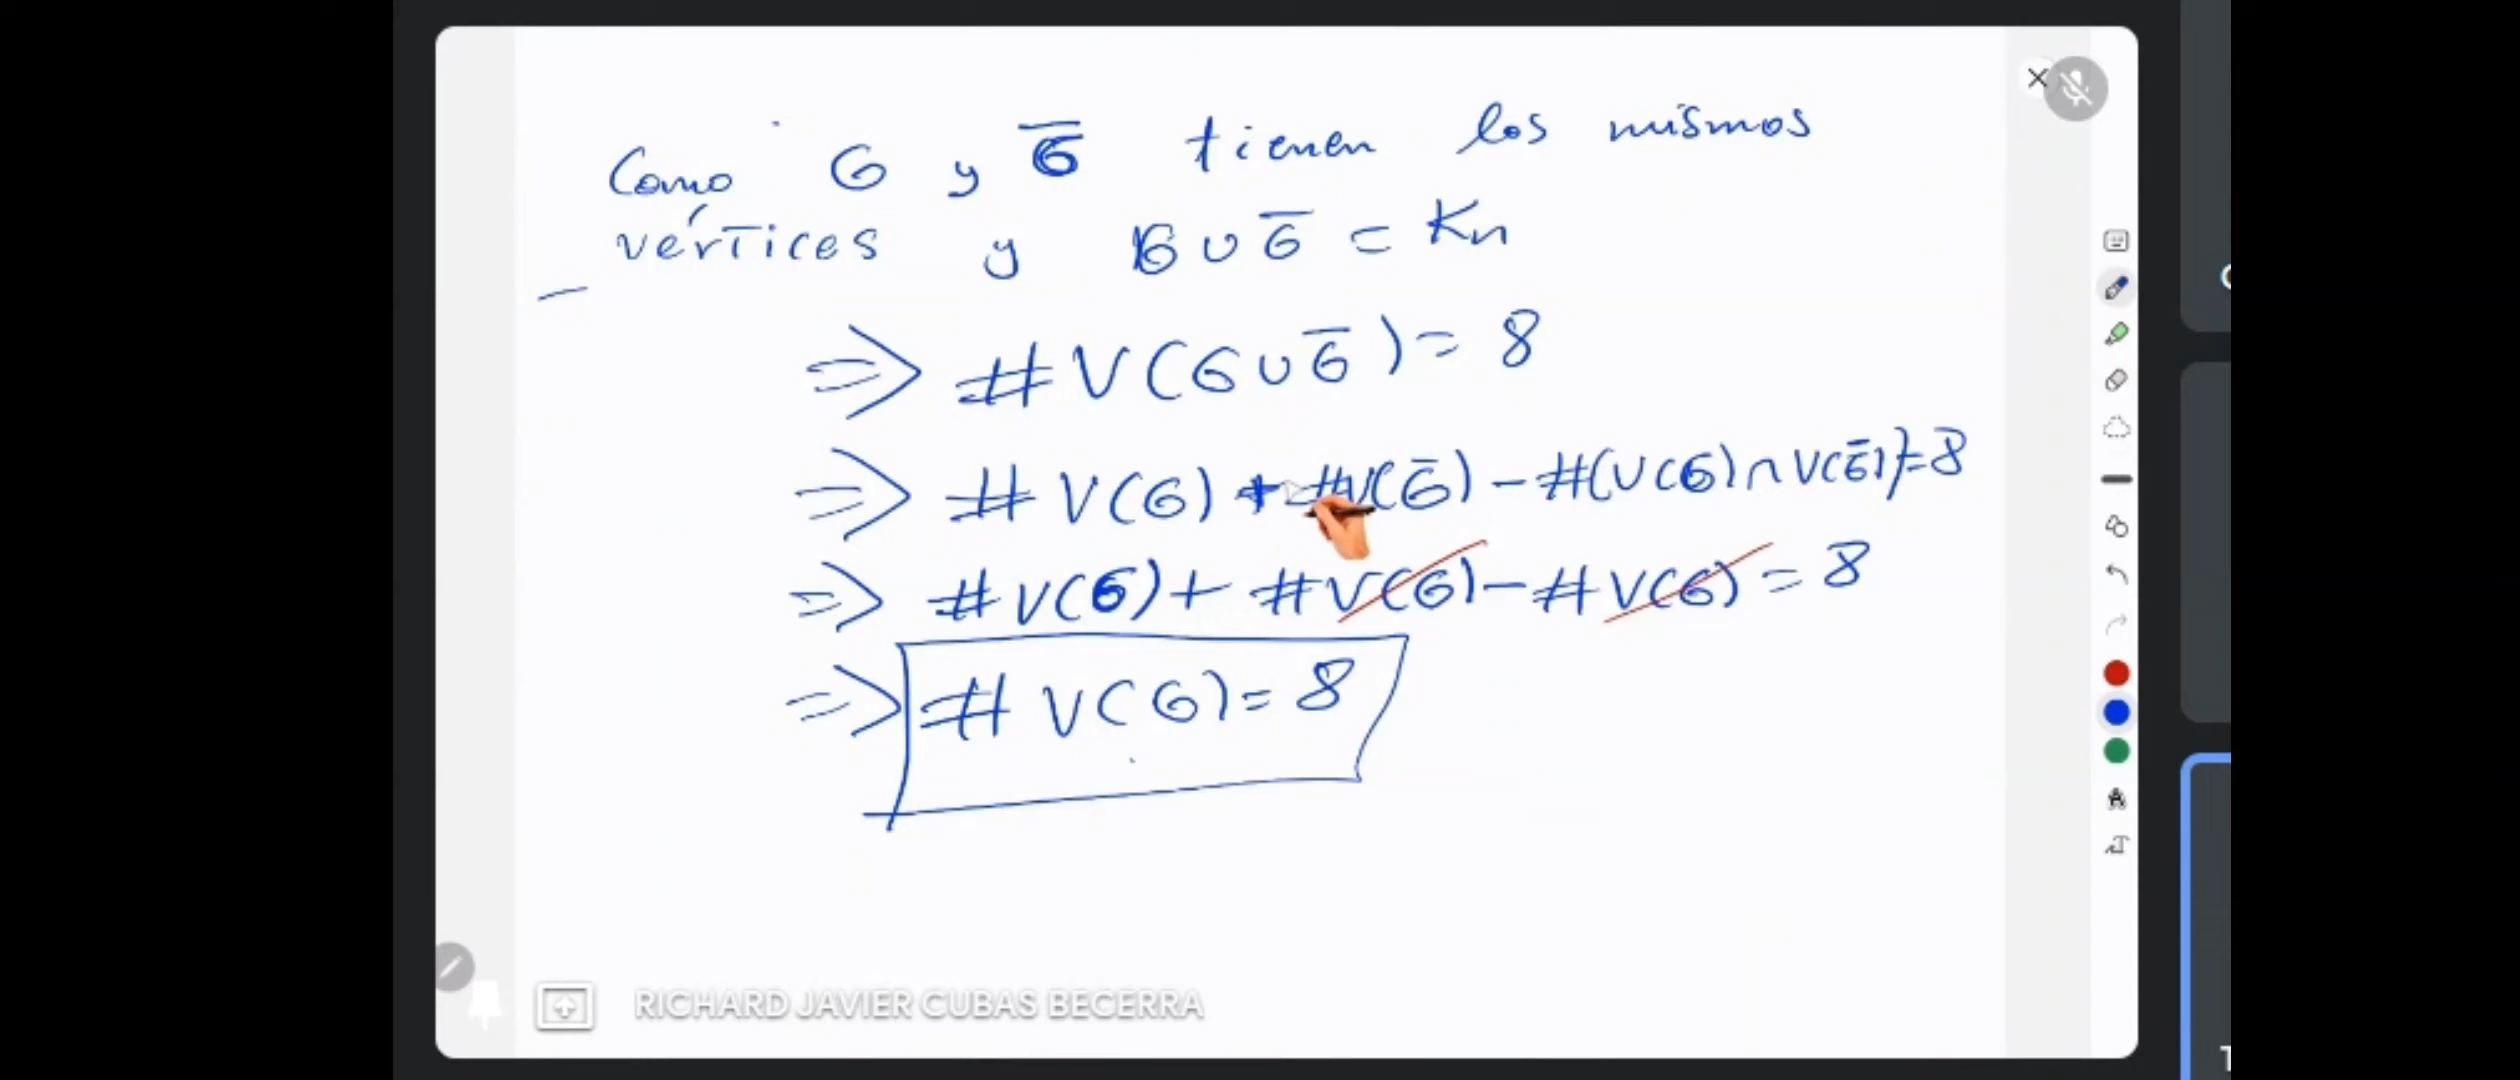 Como G y G̅ tienen los mismos
vértices y G∪G̅ = Kn
⇒ #V(G∪G̅) = 8
⇒ #V(G) + #V(G̅) - #(V(G)∩V(G̅)) = 8
⇒ #V(G) + #V(G) - #V(G) = 8
⇒ #V(G) = 8
RICHARD JAVIER CUBAS BECERRA